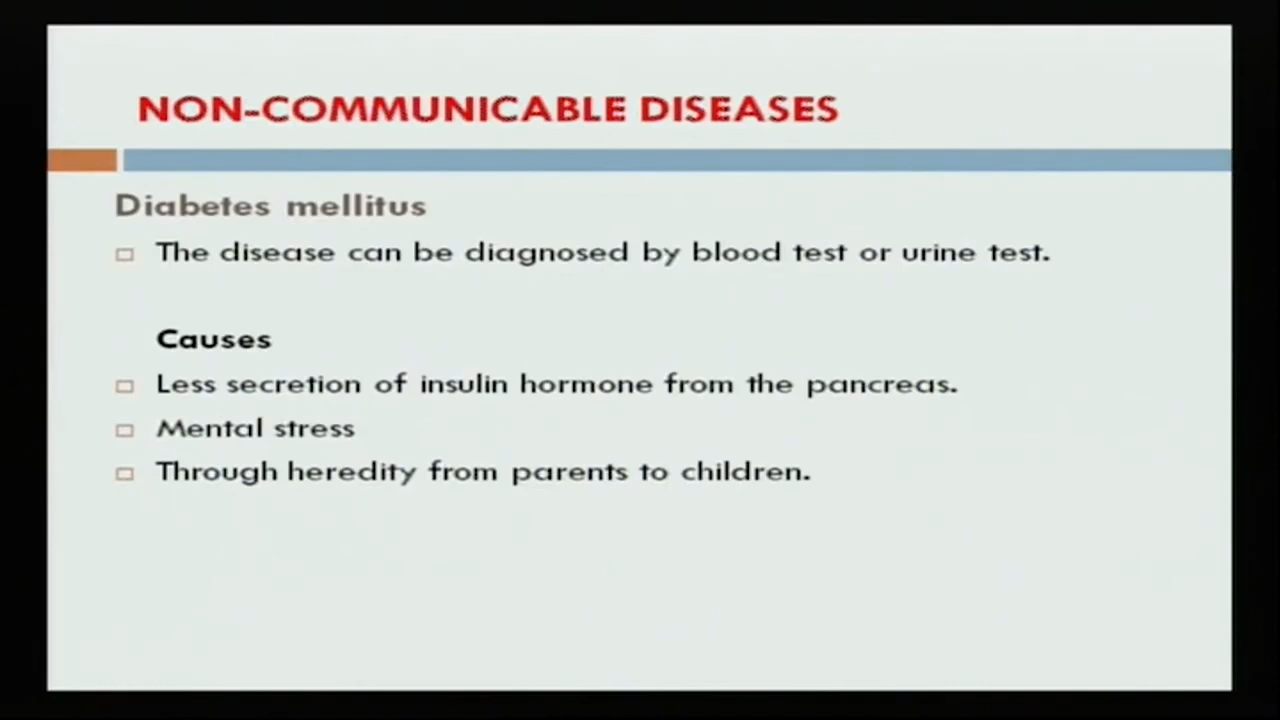 NON-COMMUNICABLE DISEASES
Diabetes mellitus
The disease can be diagnosed by blood test or urine test.
Causes
Less secretion of insulin hormone from the pancreas.
Mental stress
Through heredity from parents to children.